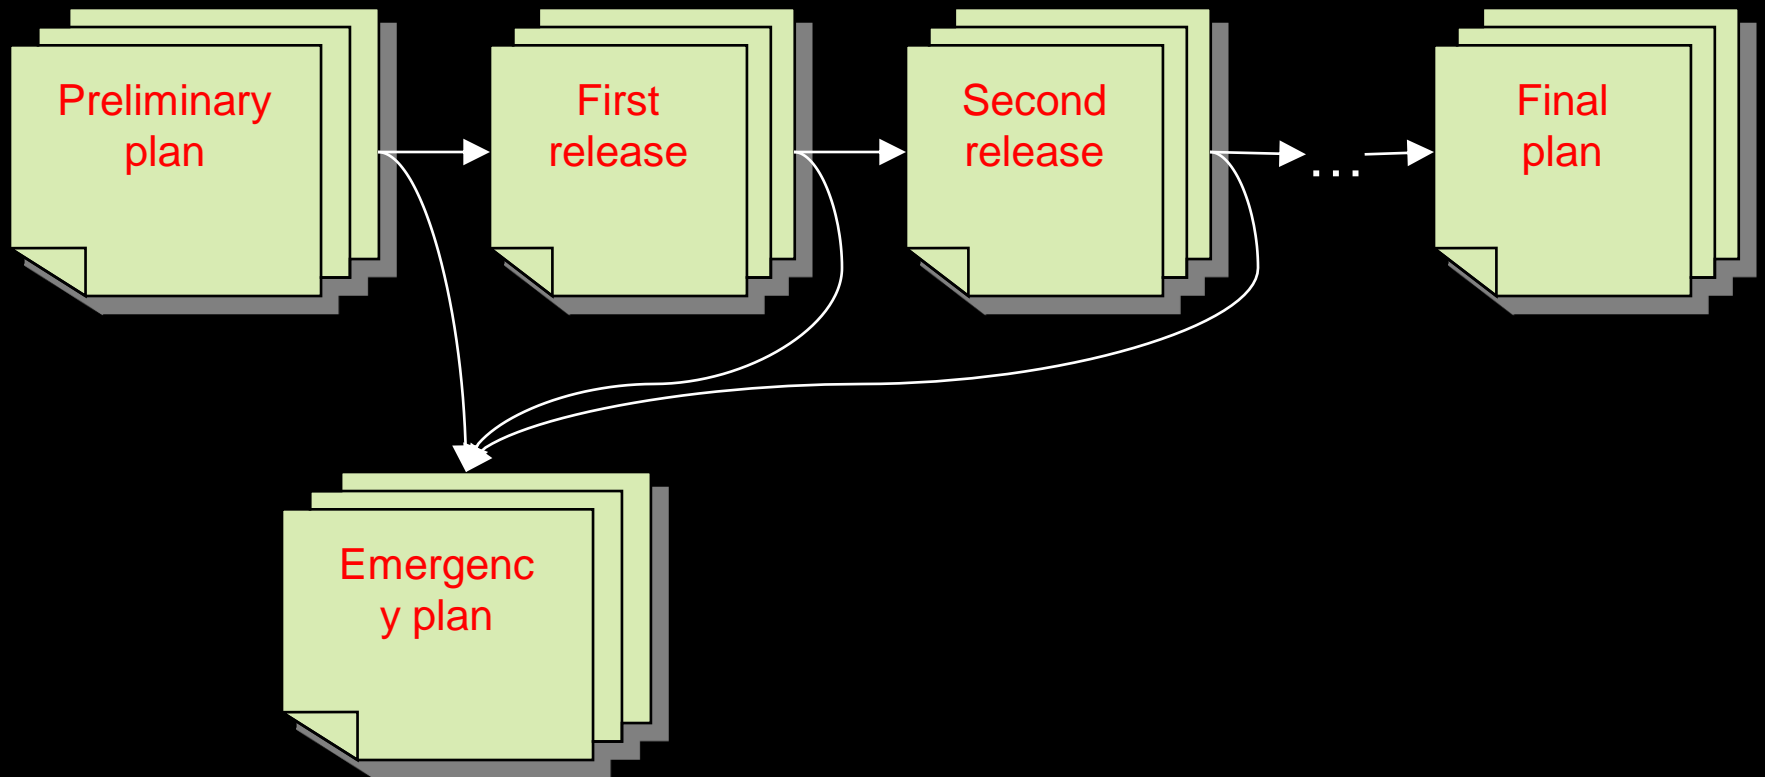 Preliminary
plan
First
release
Second
release
...
Final
plan
Emergenc
y plan